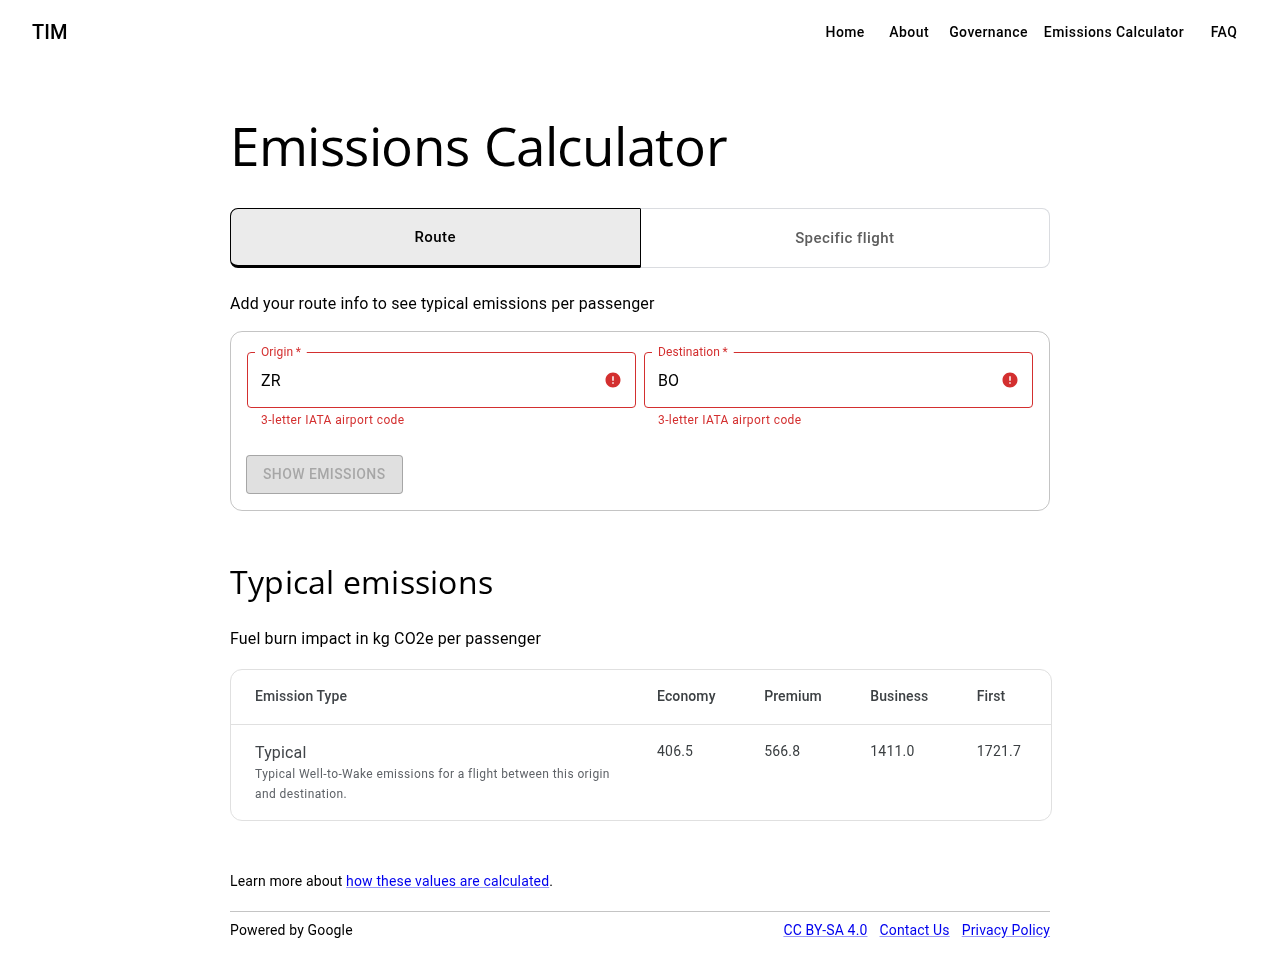 TIM
Home About Governance Emissions Calculator FAQ
Emissions Calculator
Route Specific flight
Add your route info to see typical emissions per passenger
Origin * Destination *
ZR BO
3-letter IATA airport code 3-letter IATA airport code
SHOW EMISSIONS
Typical emissions
Fuel burn impact in kg CO2e per passenger
Emission Type Economy Premium Business First
Typical 406.5 566.8 1411.0 1721.7
Typical Well-to-Wake emissions for a flight between this origin
and destination.
Learn more about how these values are calculated.
Powered by Google CC BY-SA 4.0 Contact Us Privacy Policy